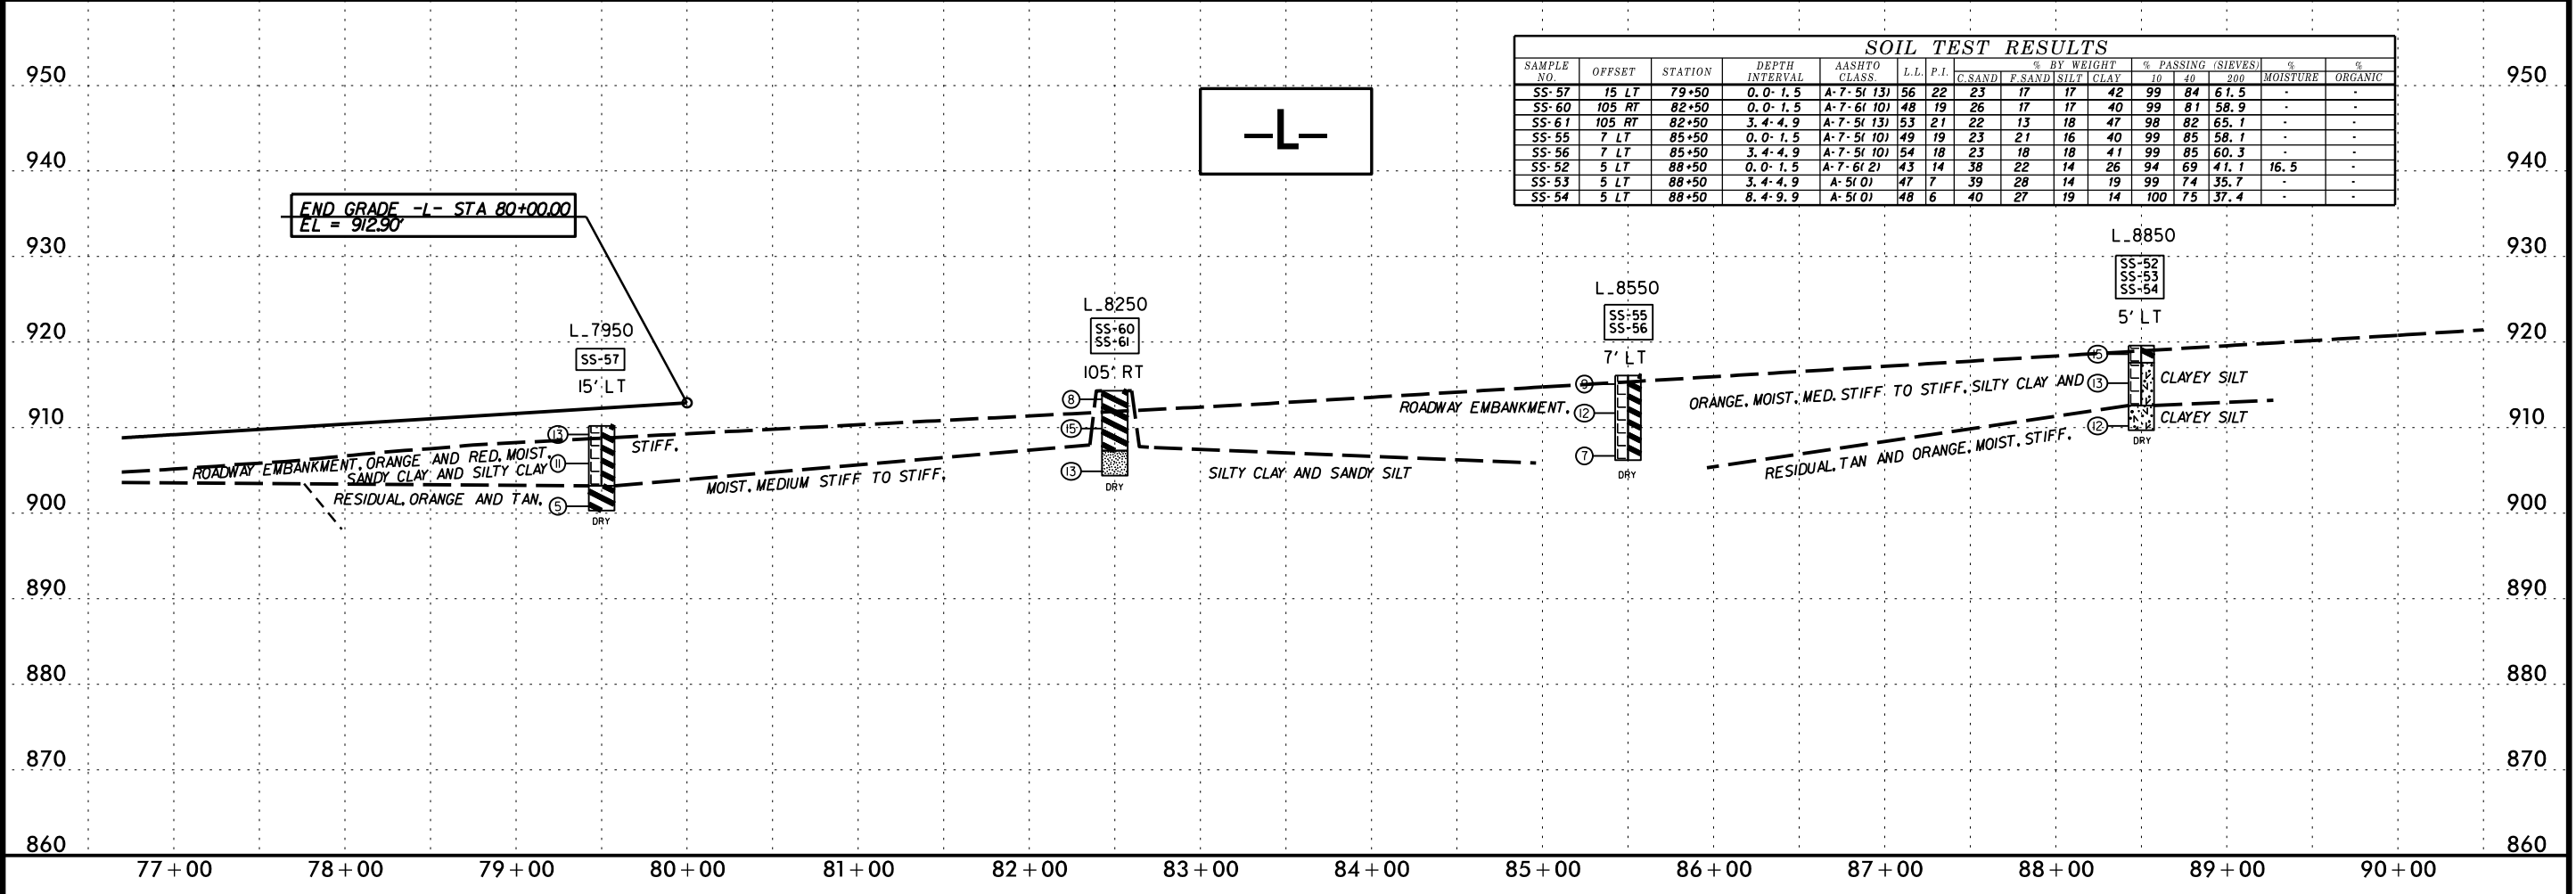 SOIL TEST RESULTS
SAMPLE NO. OFFSET STATION DEPTH INTERVAL AASHTO CLASS. L.L. P.I. % BY WEIGHT % PASSING (SIEVES) % MOISTURE % ORGANIC
C.SAND F.SAND SILT CLAY 10 40 200
SS-57 15 LT 79+50 0.0-1.5 A-7-5(13) 56 22 23 17 17 42 99 84 61.5 - -
SS-60 105 RT 82+50 0.0-1.5 A-7-6(10) 48 19 26 17 17 40 99 81 58.9 - -
SS-61 105 RT 82+50 3.4-4.9 A-7-5(13) 53 21 22 13 18 47 98 82 65.1 - -
SS-55 7 LT 85+50 0.0-1.5 A-7-5(10) 49 19 23 21 16 40 99 85 58.1 - -
SS-56 7 LT 85+50 3.4-4.9 A-7-5(10) 54 18 23 18 18 41 99 85 60.3 - -
SS-52 5 LT 88+50 0.0-1.5 A-7-6(2) 43 14 38 22 14 26 94 69 41.1 16.5 -
SS-53 5 LT 88+50 3.4-4.9 A-5(0) 47 7 39 28 14 19 99 74 35.7 - -
SS-54 5 LT 88+50 8.4-9.9 A-5(0) 48 6 40 27 19 14 100 75 37.4 - -
950 950
-L-
940 940
END GRADE -L- STA 80+00.00
EL = 912.90'
930 930
L_8850
SS-52
SS-53
SS-54
5' LT
L_8550
SS-55
SS-56
7' LT
L_8250
SS-60
SS-61
105' RT
L_7950
SS-57
15' LT
920 920
15
13 CLAYEY SILT
12 CLAYEY SILT
DRY
9
12
7
DRY
8
15
13
DRY
13
11
5
DRY
910 910
ROADWAY EMBANKMENT, ORANGE, MOIST, MED. STIFF TO STIFF, SILTY CLAY AND
ROADWAY EMBANKMENT, ORANGE AND RED, MOIST, STIFF,
SANDY CLAY AND SILTY CLAY
RESIDUAL, ORANGE AND TAN, MOIST, MEDIUM STIFF TO STIFF, SILTY CLAY AND SANDY SILT
RESIDUAL, TAN AND ORANGE, MOIST, STIFF,
900 900
890 890
880 880
870 870
860 860
77+00 78+00 79+00 80+00 81+00 82+00 83+00 84+00 85+00 86+00 87+00 88+00 89+00 90+00